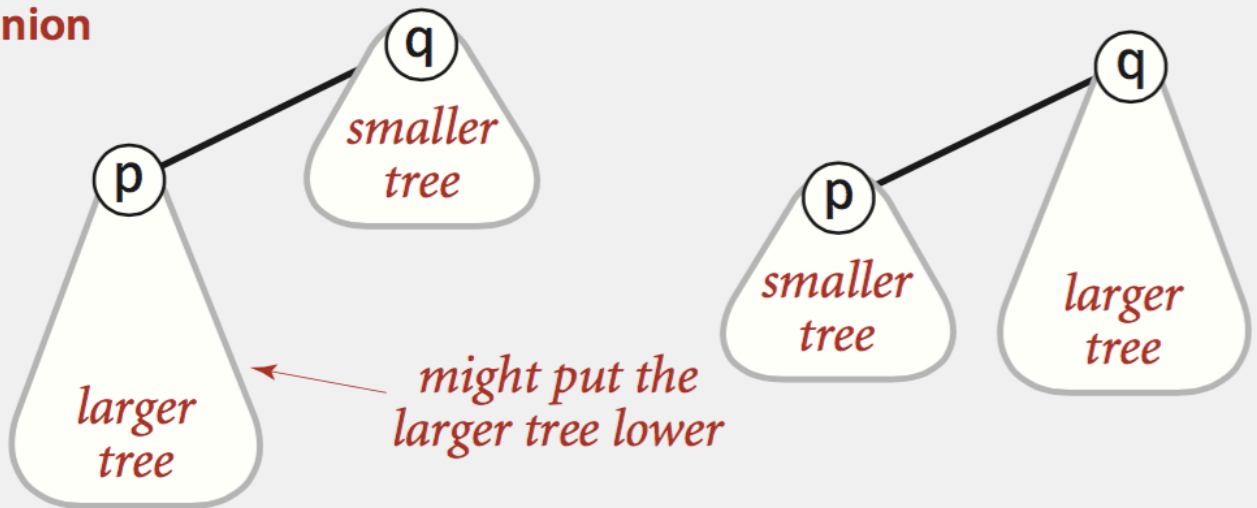 nion
q
smaller
tree
p
larger
tree
might put the
larger tree lower
q
p
smaller
tree
larger
tree